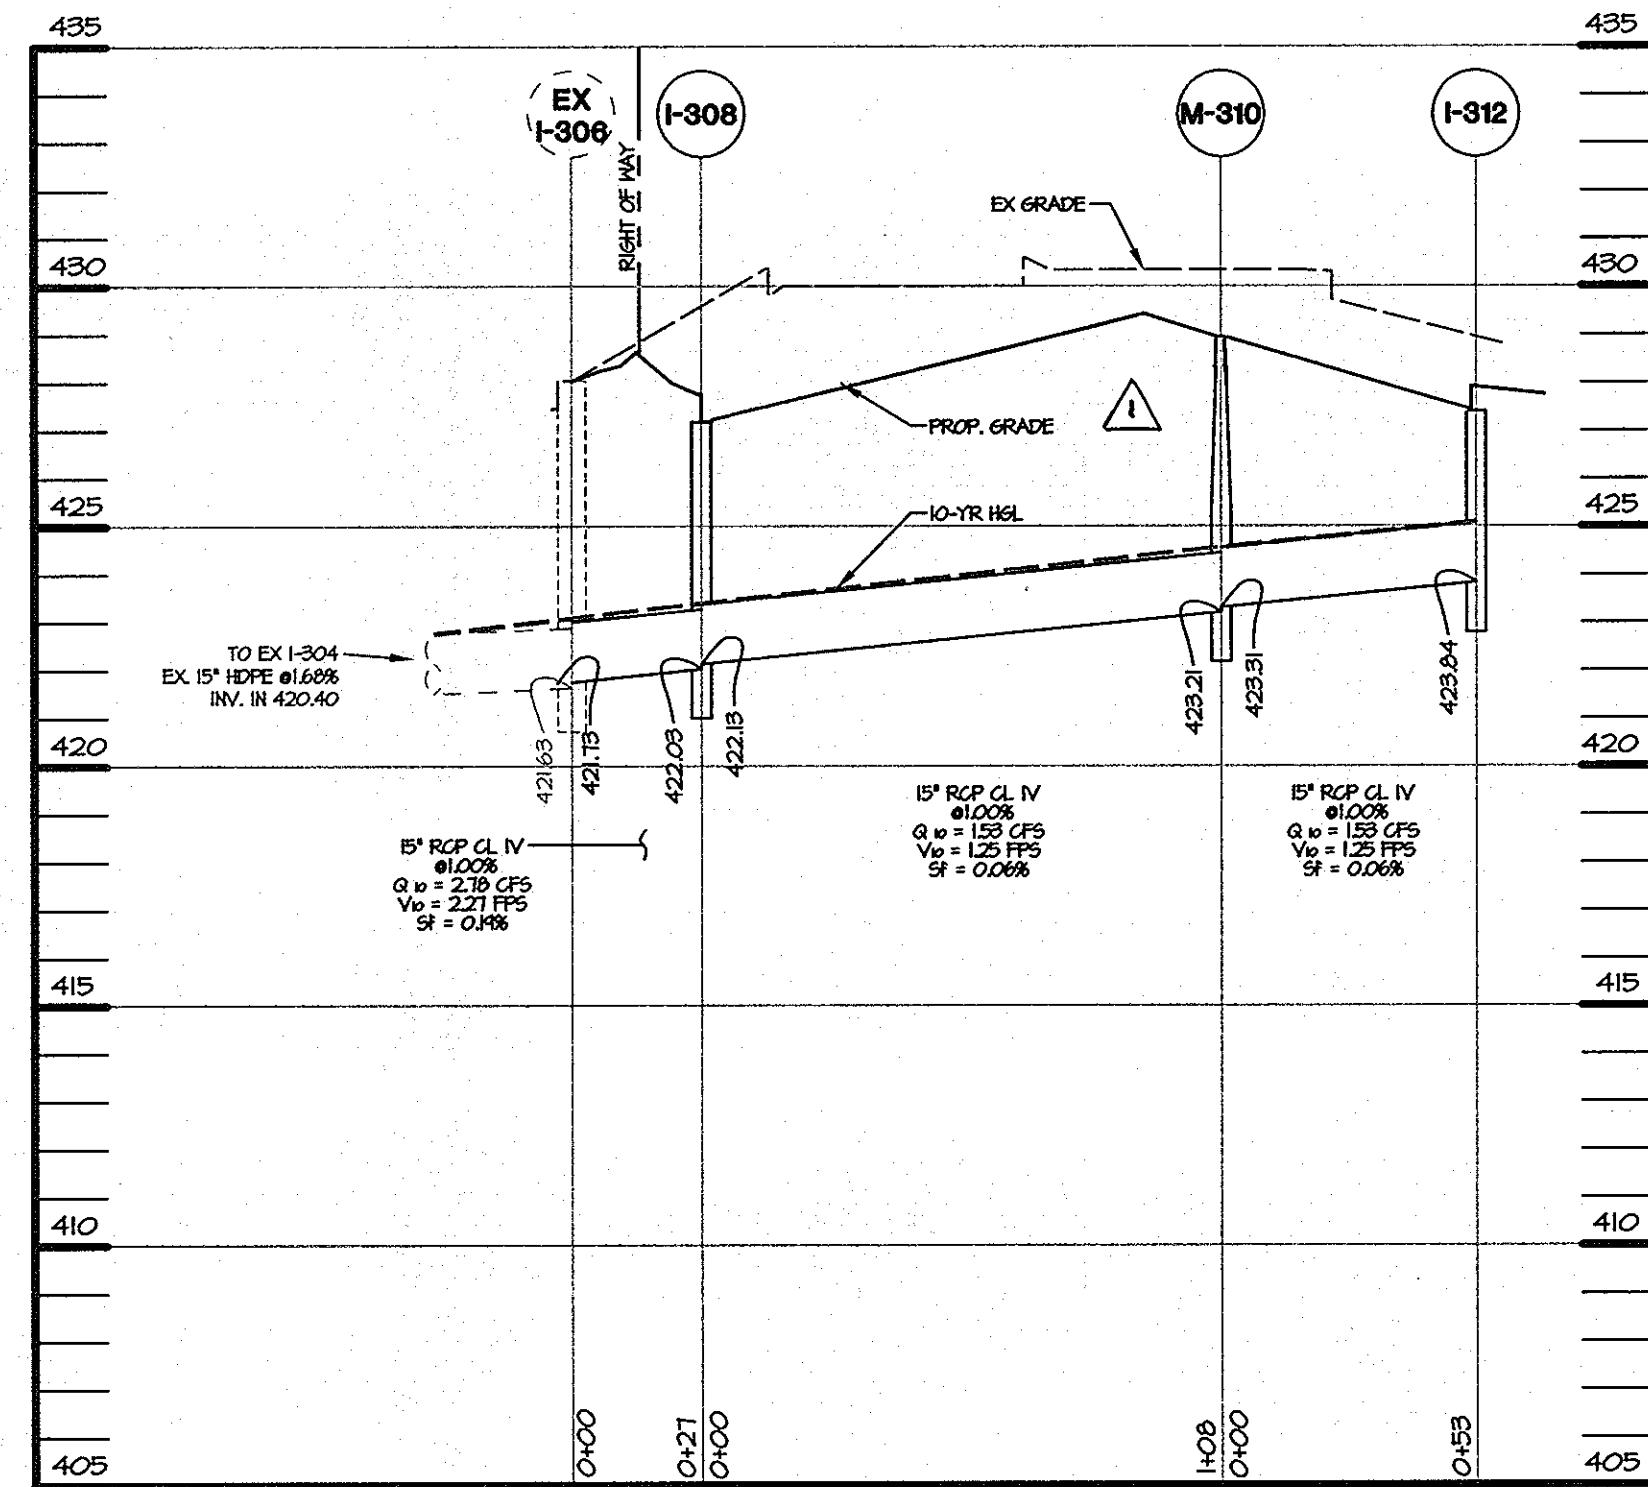 435
435
EX
I-306
I-308
M-310
I-312
RIGHT OF WAY
EX GRADE
430
430
PROP. GRADE
1
425
425
10-YR HGL
TO EX I-304
EX. 15" HDPE @1.68%
INV. IN 420.40
421.63
421.73
422.03
422.13
423.21
423.31
423.84
420
420
15" RCP CL IV
@1.00%
Q10 = 2.78 CFS
V10 = 2.27 FPS
Sf = 0.19%
15" RCP CL IV
@1.00%
Q10 = 1.53 CFS
V10 = 1.25 FPS
Sf = 0.06%
15" RCP CL IV
@1.00%
Q10 = 1.53 CFS
V10 = 1.25 FPS
Sf = 0.06%
415
415
410
410
405
405
0+00
0+27
0+00
1+08
0+00
0+53